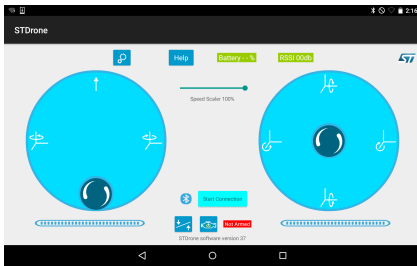 2:16
STDrone
Help
Battery - - %
RSSI 00db
Speed Scaler 100%
Start Connection
Not Armed
STDrone software version 37